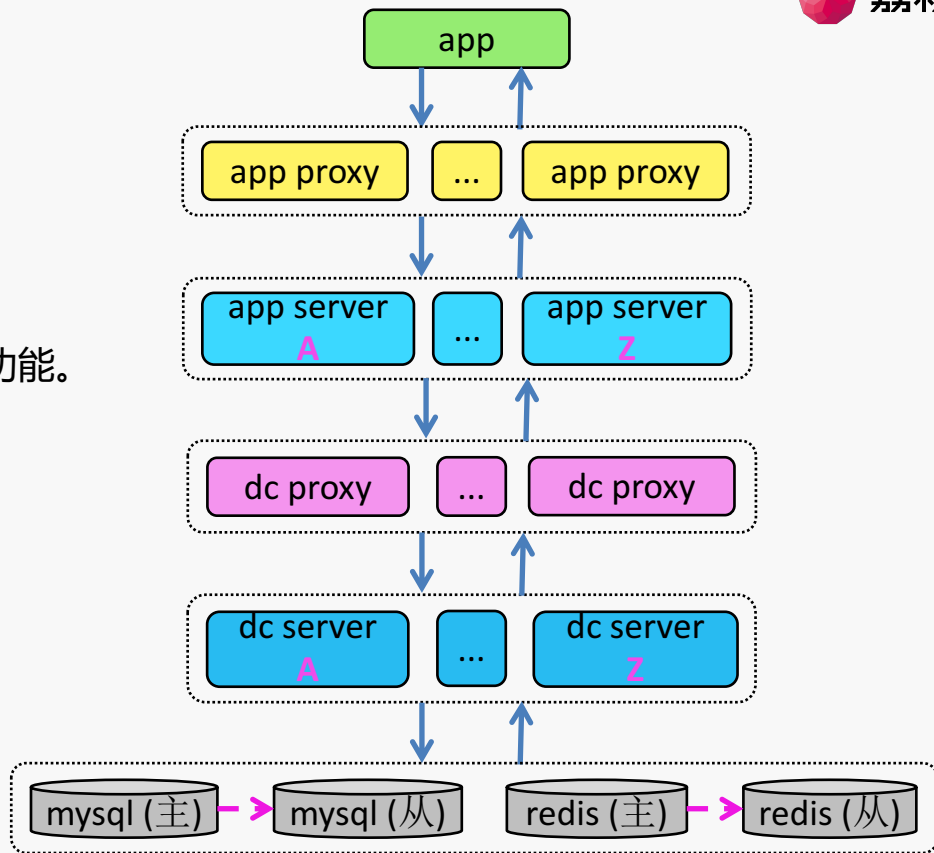 app
app proxy ... app proxy
app server ... app server
A Z
功能。
dc proxy ... dc proxy
dc server ... dc server
A Z
mysql (主) mysql (从) redis (主) redis (从)